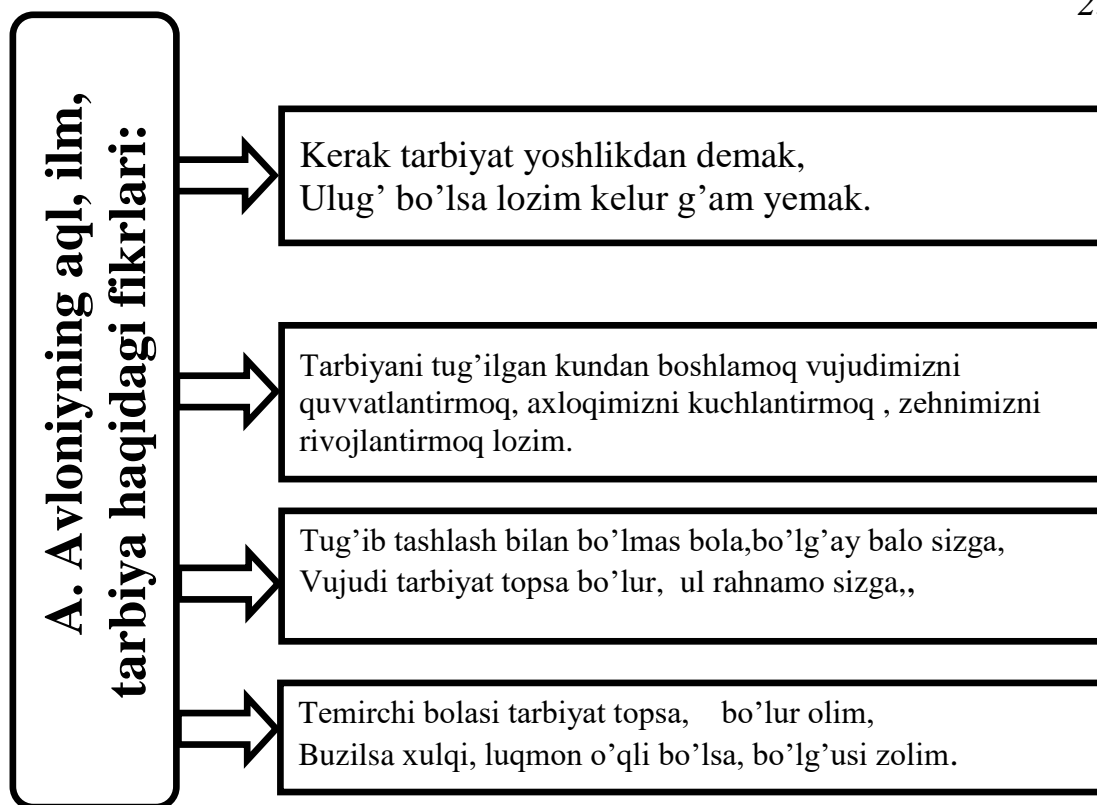 2
A. Avloniyning aql, ilm,
tarbiya haqidagi fikrlari:
Kerak tarbiyat yoshlikdan demak,
Ulug’ bo’lsa lozim kelur g’am yemak.
Tarbiyani tug’ilgan kundan boshlamoq vujudimizni
quvvatlantirmoq, axloqimizni kuchlantirmoq , zehnimizni
rivojlantirmoq lozim.
Tug’ib tashlash bilan bo’lmas bola,bo’lg’ay balo sizga,
Vujudi tarbiyat topsa bo’lur, ul rahnamo sizga,,
Temirchi bolasi tarbiyat topsa, bo’lur olim,
Buzilsa xulqi, luqmon o’qli bo’lsa, bo’lg’usi zolim.